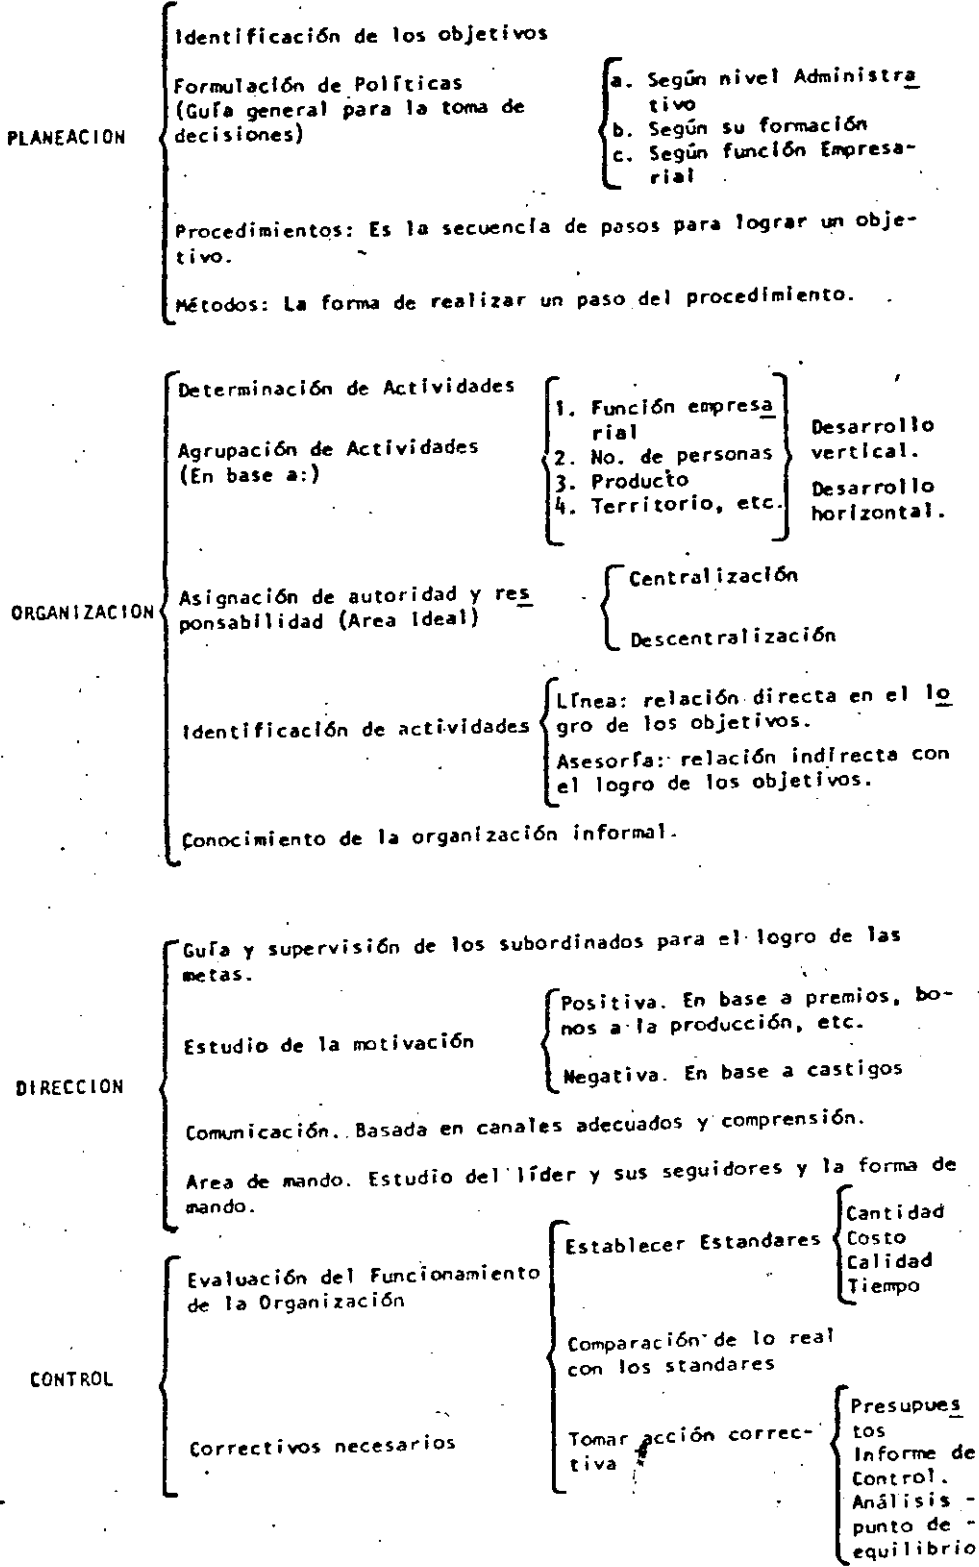 Identificación de los objetivos
Formulación de Políticas
(Guía general para la toma de
decisiones)
a. Según nivel Administra
tivo
b. Según su formación
c. Según función Empresa-
rial
PLANEACION
Procedimientos: Es la secuencia de pasos para lograr un obje-
tivo.
Métodos: La forma de realizar un paso del procedimiento.
Determinación de Actividades
Agrupación de Actividades
(En base a:)
1. Función empresa
rial
2. No. de personas
3. Producto
4. Territorio, etc.
Desarrollo
vertical.
Desarrollo
horizontal.
ORGANIZACION
Asignación de autoridad y res
ponsabilidad (Area Ideal)
Centralización
Descentralización
Identificación de actividades
Línea: relación directa en el lo
gro de los objetivos.
Asesoría: relación indirecta con
el logro de los objetivos.
Conocimiento de la organización informal.
Guía y supervisión de los subordinados para el logro de las
metas.
Estudio de la motivación
Positiva. En base a premios, bo-
nos a la producción, etc.
Negativa. En base a castigos
DIRECCION
Comunicación. Basada en canales adecuados y comprensión.
Area de mando. Estudio del líder y sus seguidores y la forma de
mando.
Evaluación del Funcionamiento
de la Organización
Establecer Estandares
Cantidad
Costo
Calidad
Tiempo
Comparación de lo real
con los standares
CONTROL
Correctivos necesarios
Tomar acción correc-
tiva
Presupues
tos
Informe de
Control.
Análisis -
punto de -
equilibrio